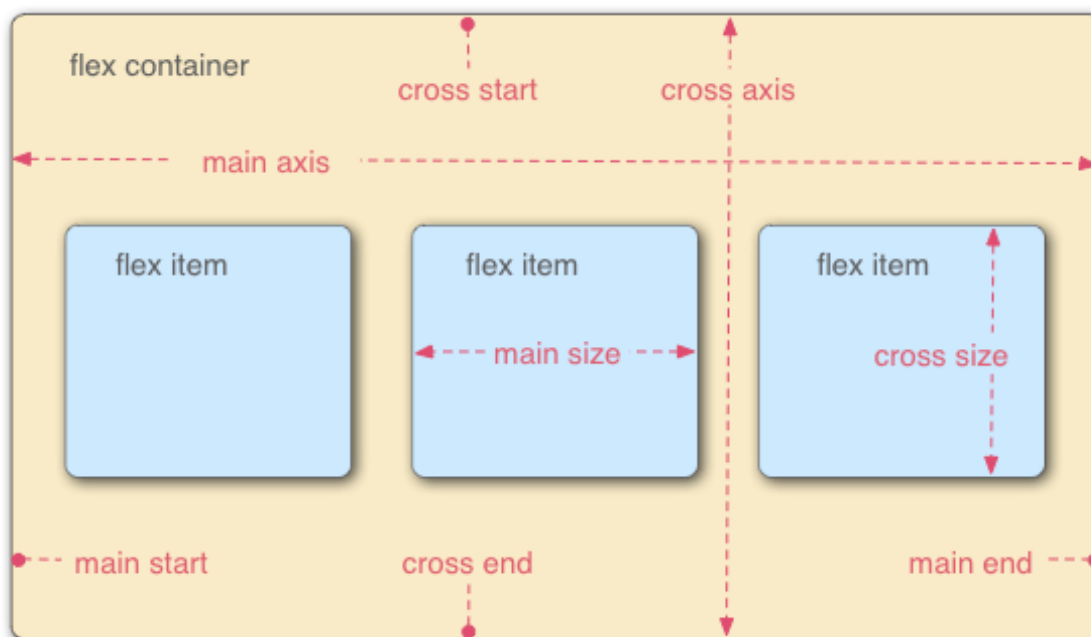 flex container
cross start
cross axis
main axis
flex item
flex item
flex item
main size
cross size
main start
cross end
main end